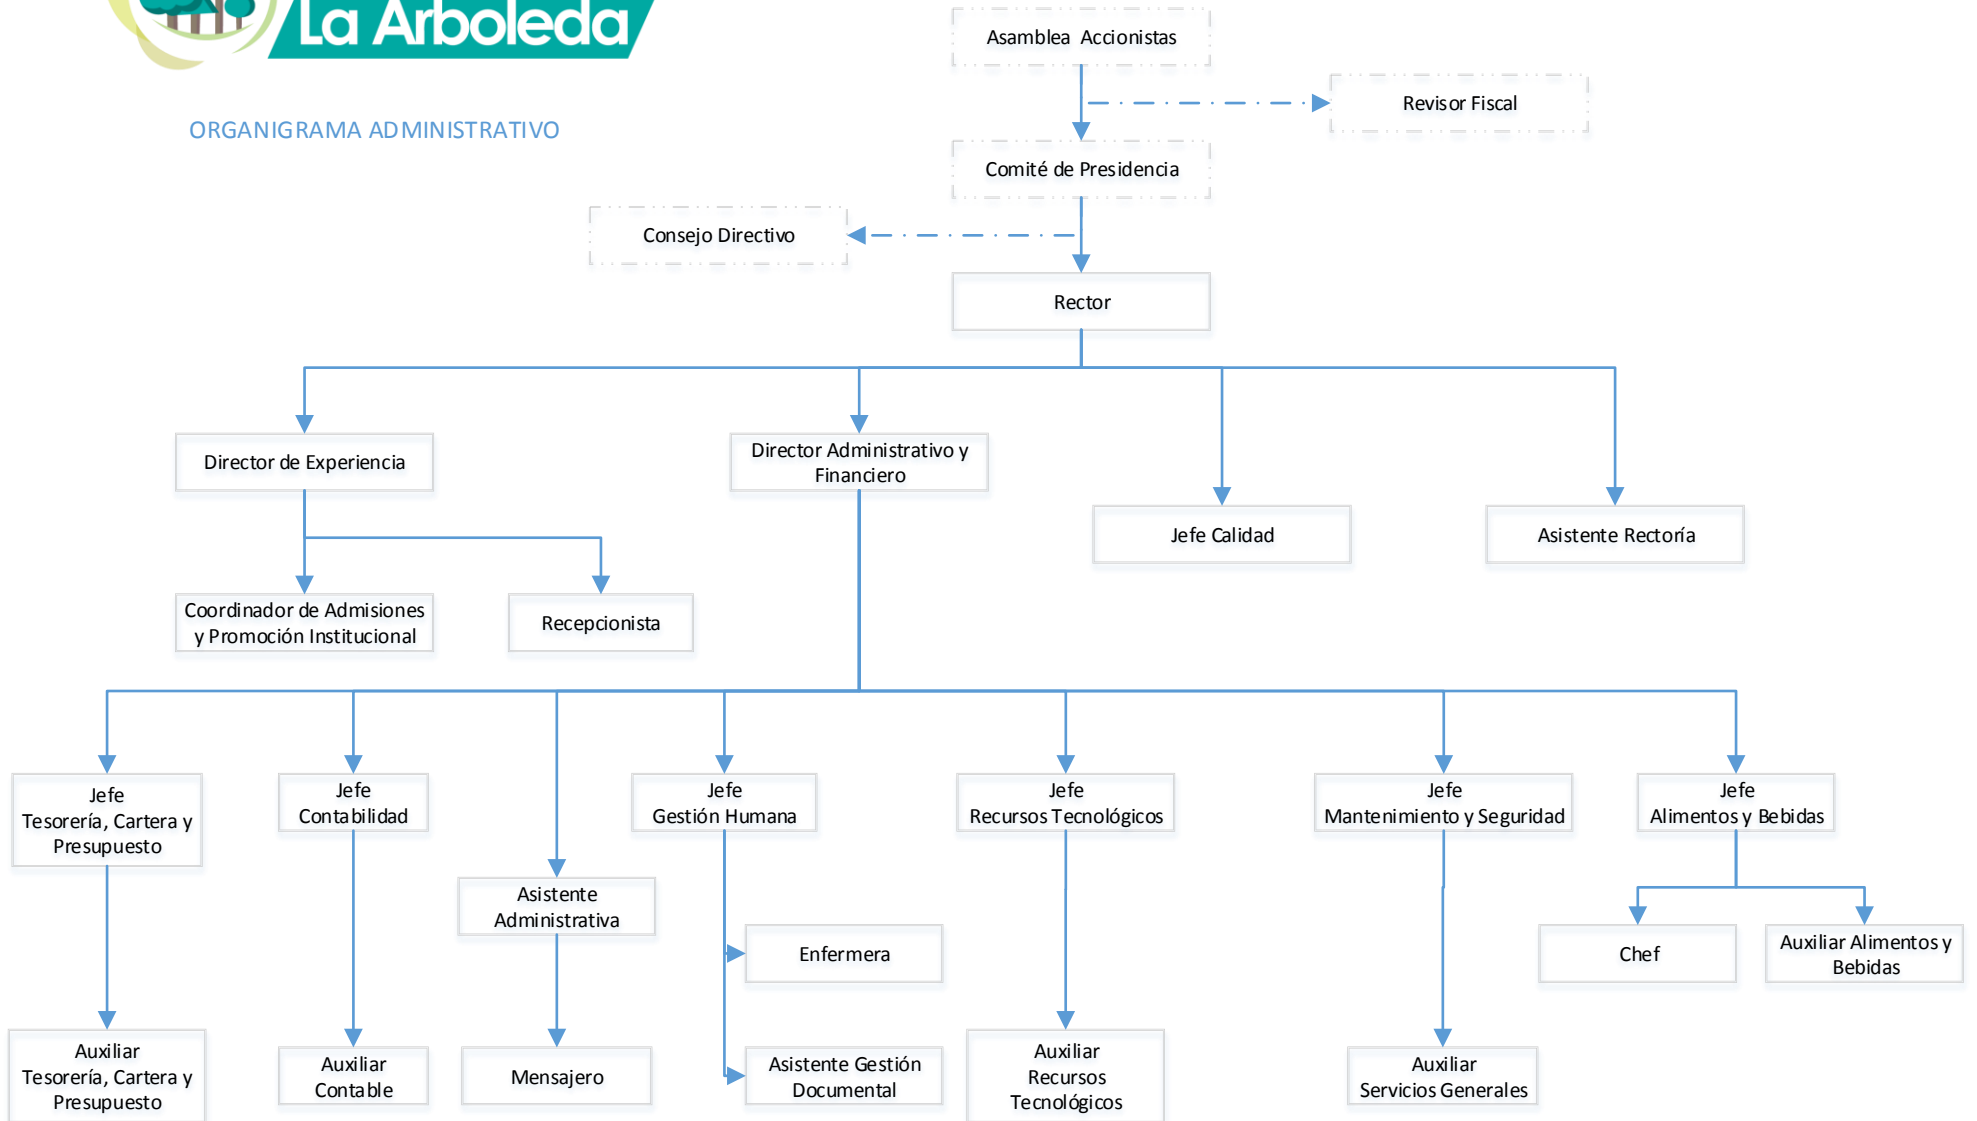 La Arboleda
ORGANIGRAMA ADMINISTRATIVO
Asamblea Accionistas
Revisor Fiscal
Comité de Presidencia
Consejo Directivo
Rector
Director de Experiencia
Director Administrativo y
Financiero
Jefe Calidad
Asistente Rectoría
Coordinador de Admisiones
y Promoción Institucional
Recepcionista
Jefe
Tesorería, Cartera y
Presupuesto
Jefe
Contabilidad
Jefe
Gestión Humana
Jefe
Recursos Tecnológicos
Jefe
Mantenimiento y Seguridad
Jefe
Alimentos y Bebidas
Asistente
Administrativa
Enfermera
Chef
Auxiliar Alimentos y
Bebidas
Auxiliar
Tesorería, Cartera y
Presupuesto
Auxiliar
Contable
Mensajero
Asistente Gestión
Documental
Auxiliar
Recursos
Tecnológicos
Auxiliar
Servicios Generales